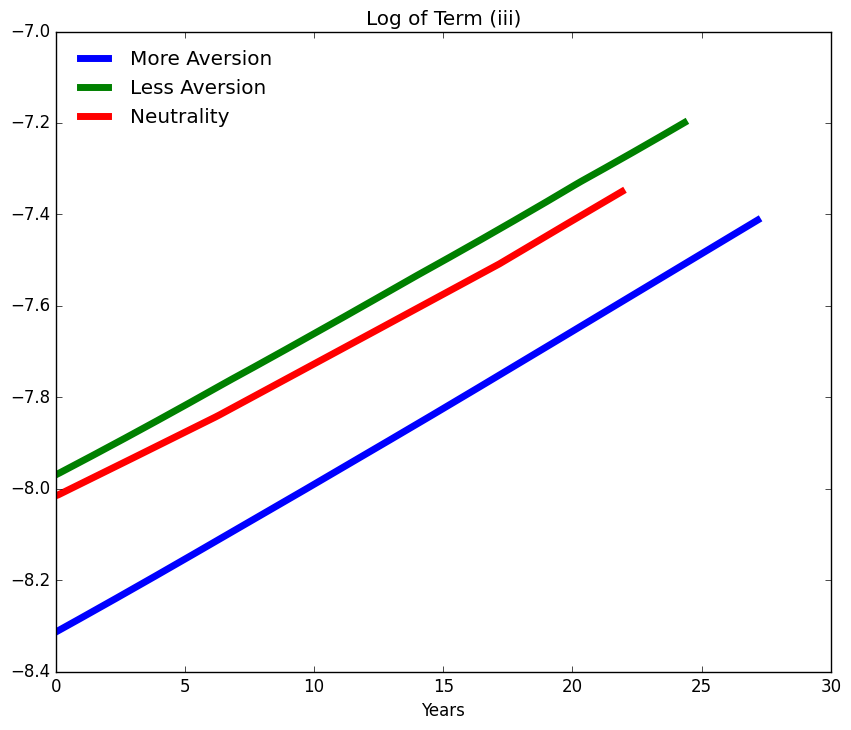 Log of Term (iii)
−7.0
−7.2
−7.4
−7.6
−7.8
−8.0
−8.2
−8.4
More Aversion
Less Aversion
Neutrality
0 5 10 15 20 25 30
Years